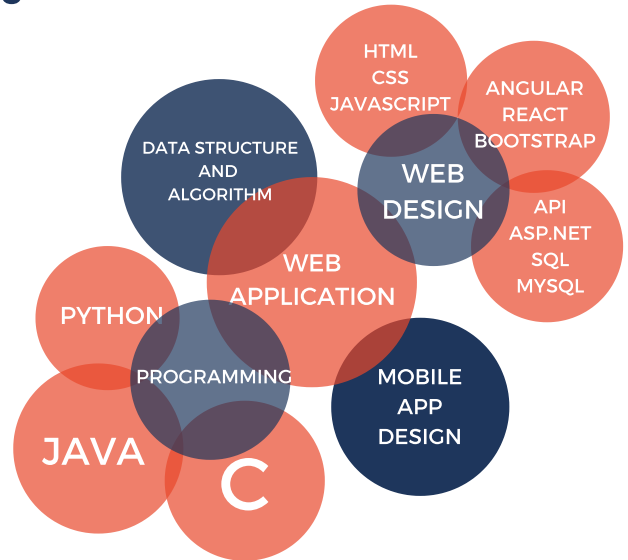 HTML
CSS
JAVASCRIPT
ANGULAR
REACT
BOOTSTRAP
DATA STRUCTURE
AND
ALGORITHM
WEB
DESIGN
API
ASP.NET
SQL
MYSQL
WEB
APPLICATION
PYTHON
PROGRAMMING
MOBILE
APP
DESIGN
JAVA
C